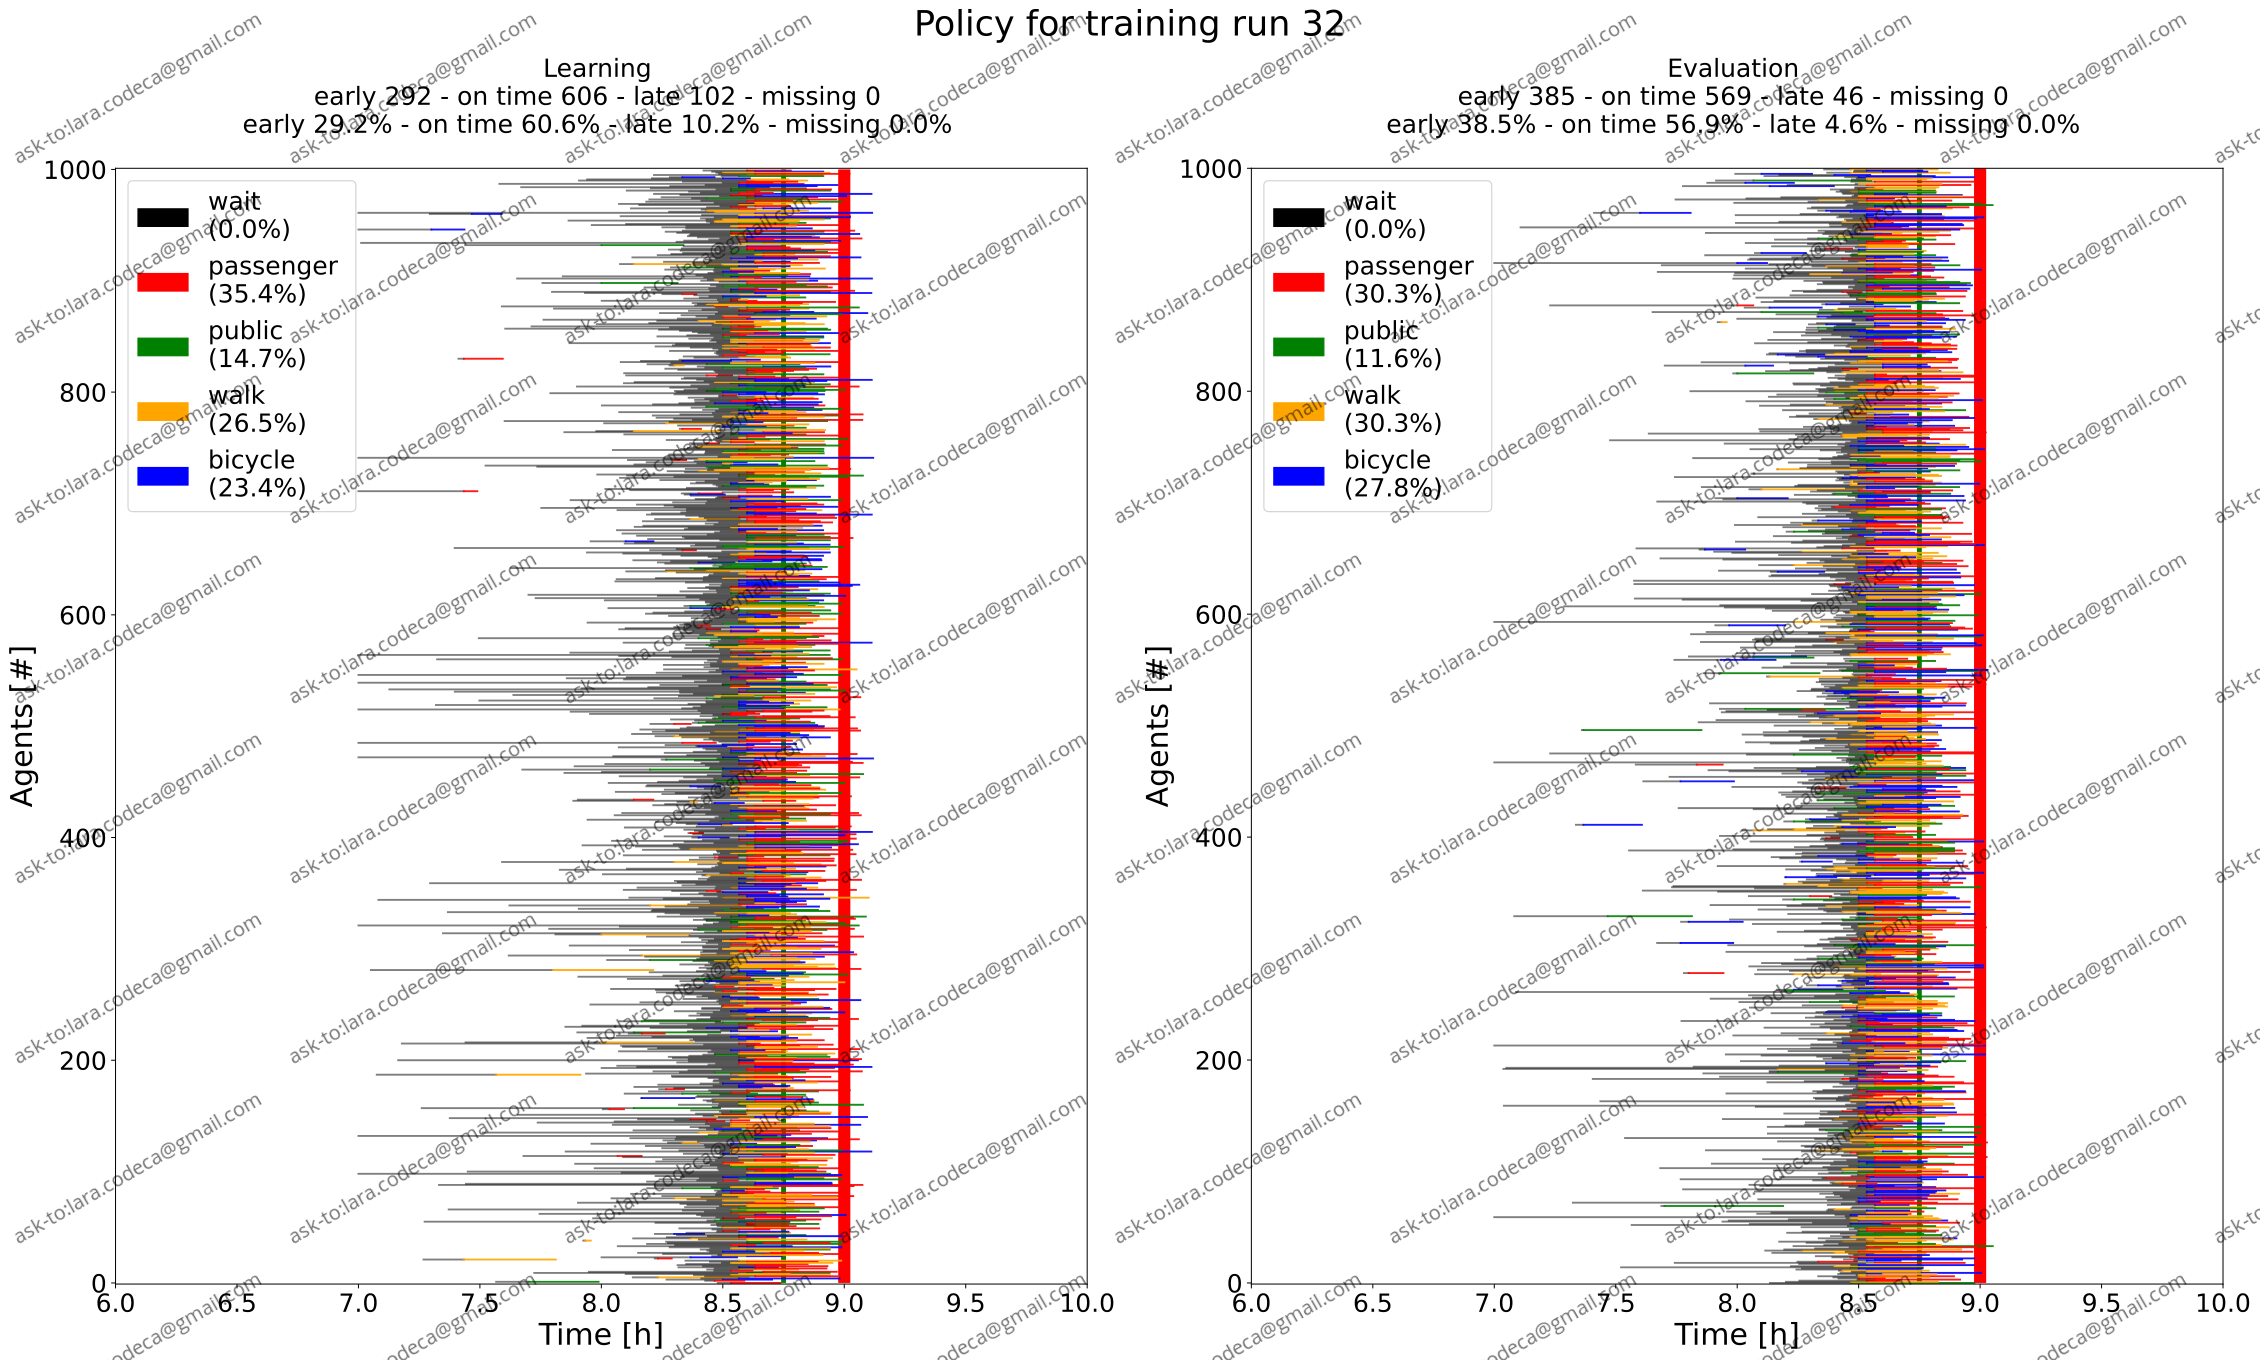 Policy for training run 32
Learning
early 292 - on time 606 - late 102 - missing 0
early 29.2% - on time 60.6% - late 10.2% - missing 0.0%
1000
800
600
400
200
0
Agents [#]
wait
(0.0%)
passenger
(35.4%)
public
(14.7%)
walk
(26.5%)
bicycle
(23.4%)
6.0 6.5 7.0 7.5 8.0 8.5 9.0 9.5 10.0
Time [h]
Evaluation
early 385 - on time 569 - late 46 - missing 0
early 38.5% - on time 56.9% - late 4.6% - missing 0.0%
1000
800
600
400
200
0
Agents [#]
wait
(0.0%)
passenger
(30.3%)
public
(11.6%)
walk
(30.3%)
bicycle
(27.8%)
6.0 6.5 7.0 7.5 8.0 8.5 9.0 9.5 10.0
Time [h]
ask-to:lara.codeca@gmail.com